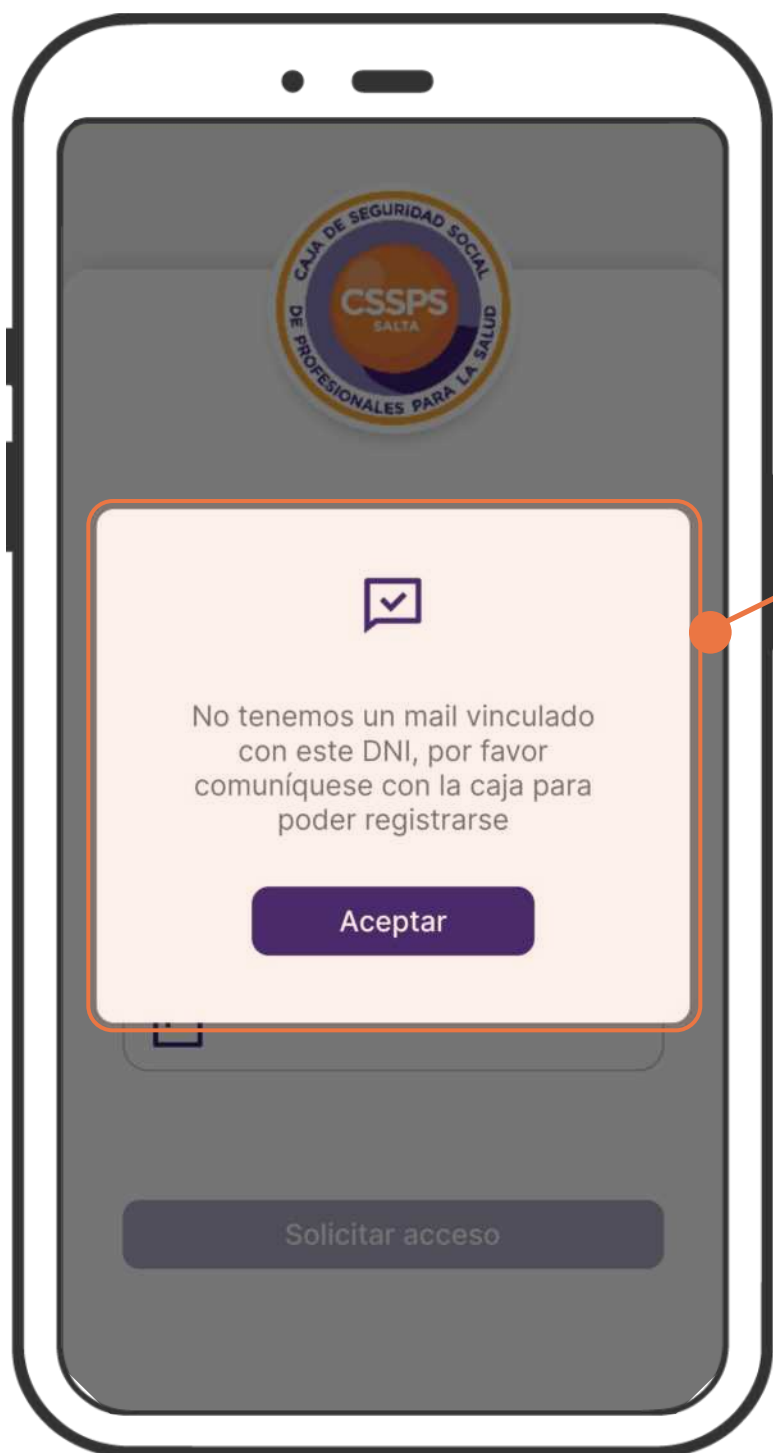 CAJA DE SEGURIDAD SOCIAL
CSSPS
SALTA
DE PROFESIONALES PARA LA SALUD
No tenemos un mail vinculado
con este DNI, por favor
comuníquese con la caja para
poder registrarse
Aceptar
Solicitar acceso